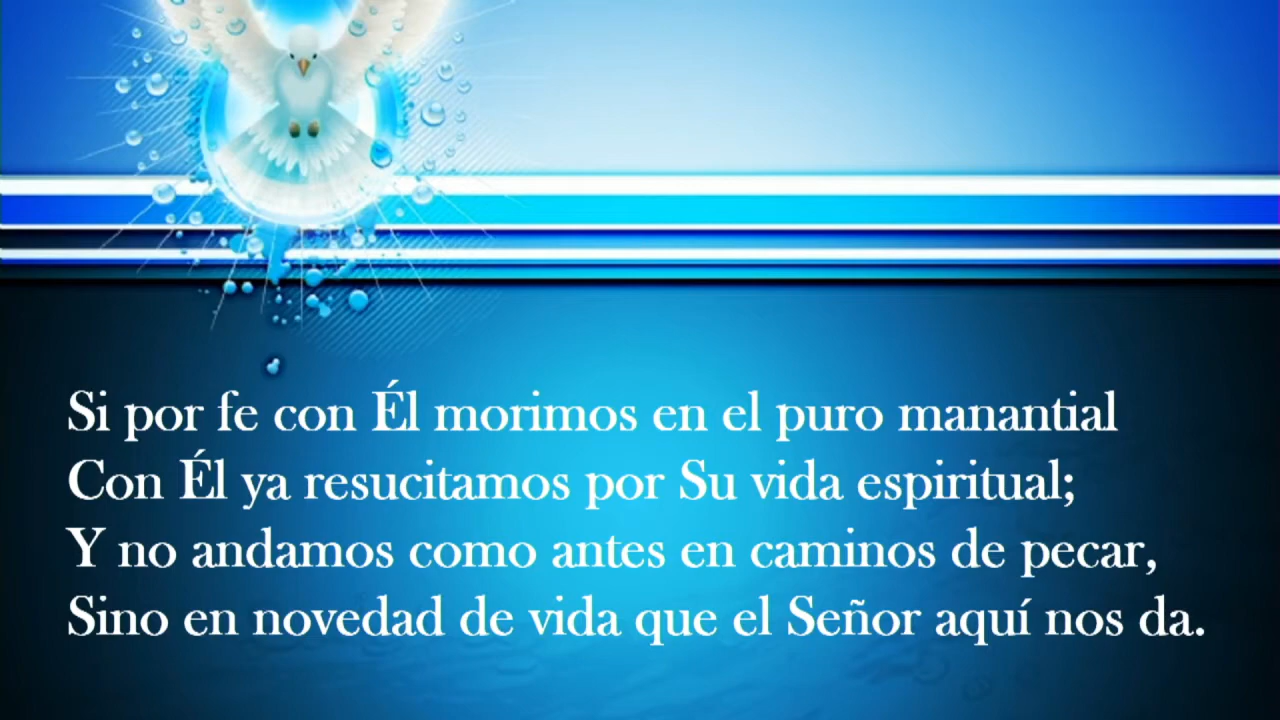 Si por fe con Él morimos en el puro manantial
Con Él ya resucitamos por Su vida espiritual;
Y no andamos como antes en caminos de pecar,
Sino en novedad de vida que el Señor aquí nos da.